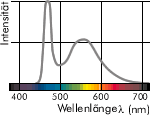 Intensität
400 500 600 700
Wellenlänge λ (nm)